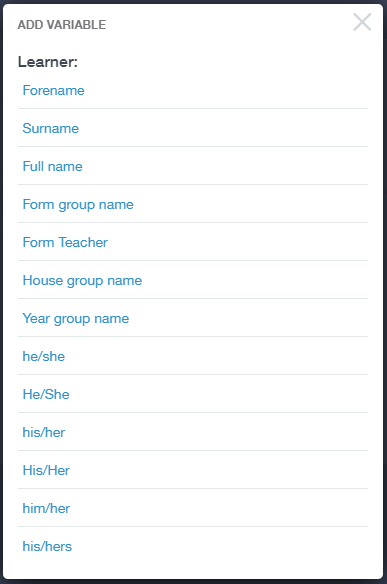 ADD VARIABLE
Learner:
Forename
Surname
Full name
Form group name
Form Teacher
House group name
Year group name
he/she
He/She
his/her
His/Her
him/her
his/hers